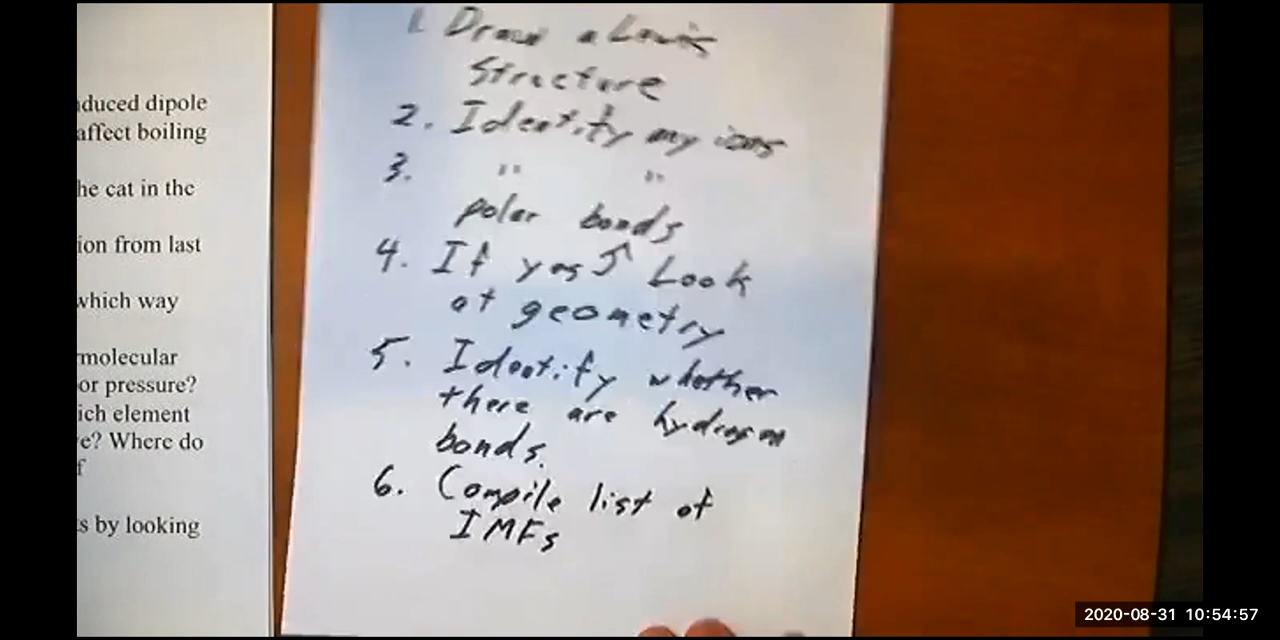 nduced dipole
affect boiling
he cat in the
ion from last
which way
molecular
or pressure?
ich element
e? Where do
f
s by looking
1. Draw a Lewis
Structure
2. Identify any ions
3. " "
polar bonds
4. If yes ↑ Look
at geometry
5. Identify whether
there are hydrogen
bonds.
6. Compile list of
IMFs
2020-08-31 10:54:57